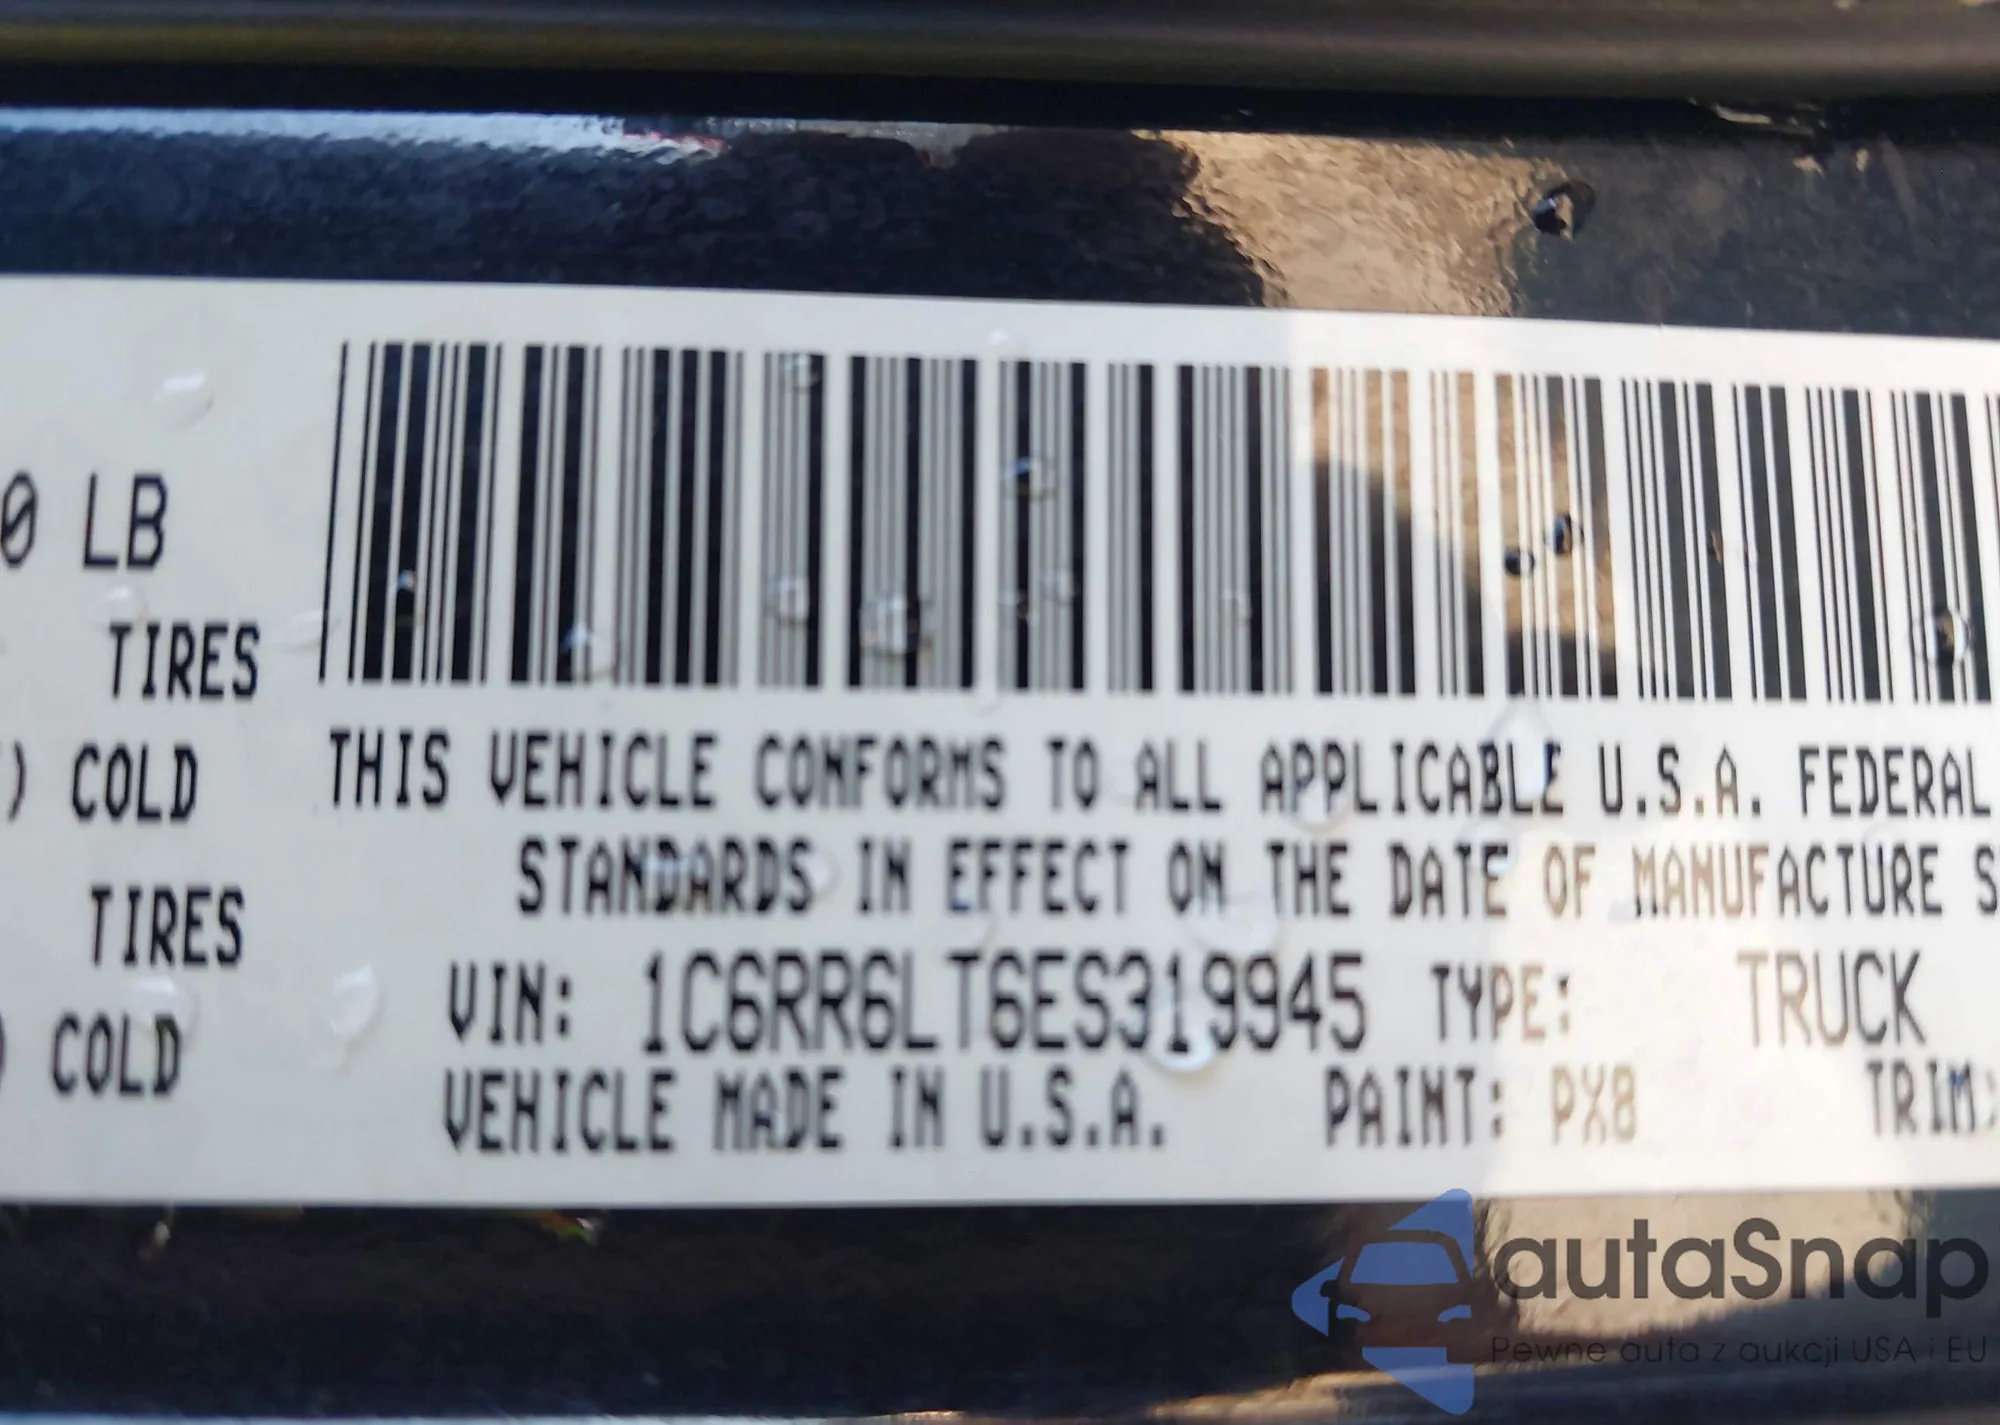 0 LB
TIRES
) COLD
TIRES
) COLD
THIS VEHICLE CONFORMS TO ALL APPLICABLE U.S.A. FEDERAL
STANDARDS IN EFFECT ON THE DATE OF MANUFACTURE S
VIN: 1C6RR6LT6ES319945 TYPE: TRUCK
VEHICLE MADE IN U.S.A. PAINT: PX8 TRIM:
autaSnap
Pewne auta z aukcji USA i EU